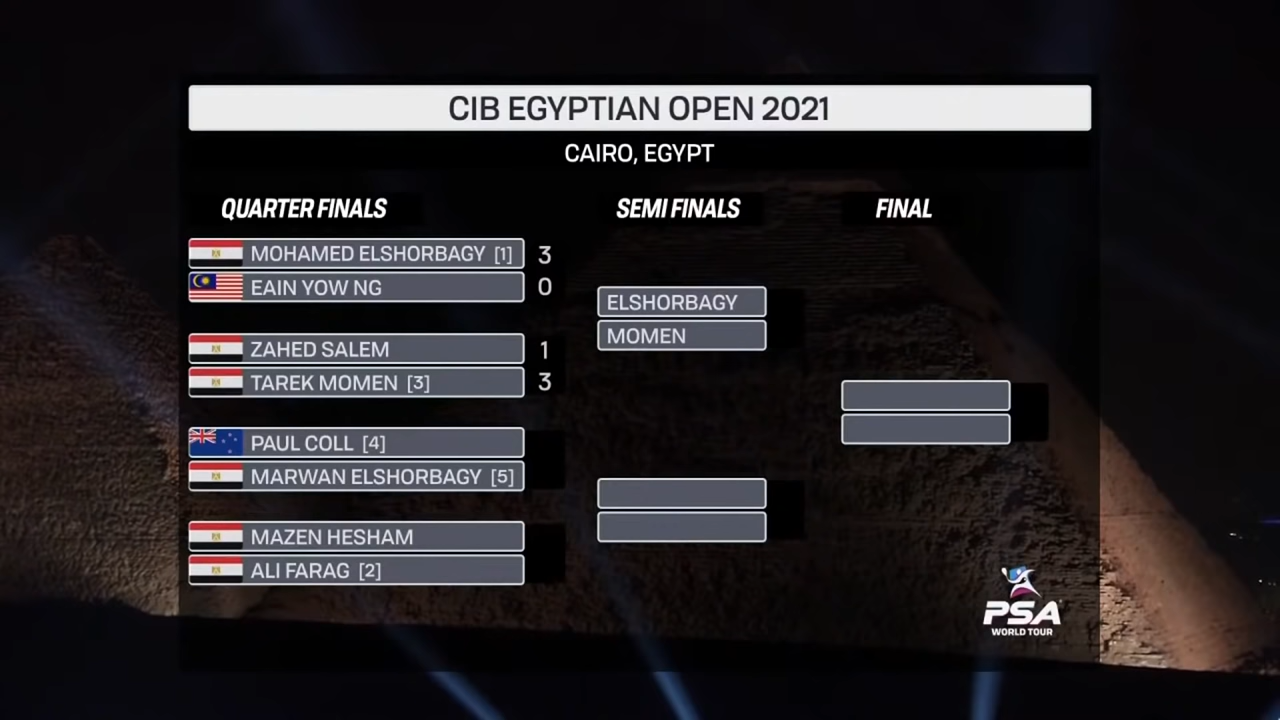 CIB EGYPTIAN OPEN 2021
CAIRO, EGYPT
QUARTER FINALS
SEMI FINALS
FINAL
MOHAMED ELSHORBAGY [1] 3
EAIN YOW NG 0
ELSHORBAGY
MOMEN
ZAHED SALEM 1
TAREK MOMEN [3] 3
PAUL COLL [4]
MARWAN ELSHORBAGY [5]
MAZEN HESHAM
ALI FARAG [2]
PSA
WORLD TOUR